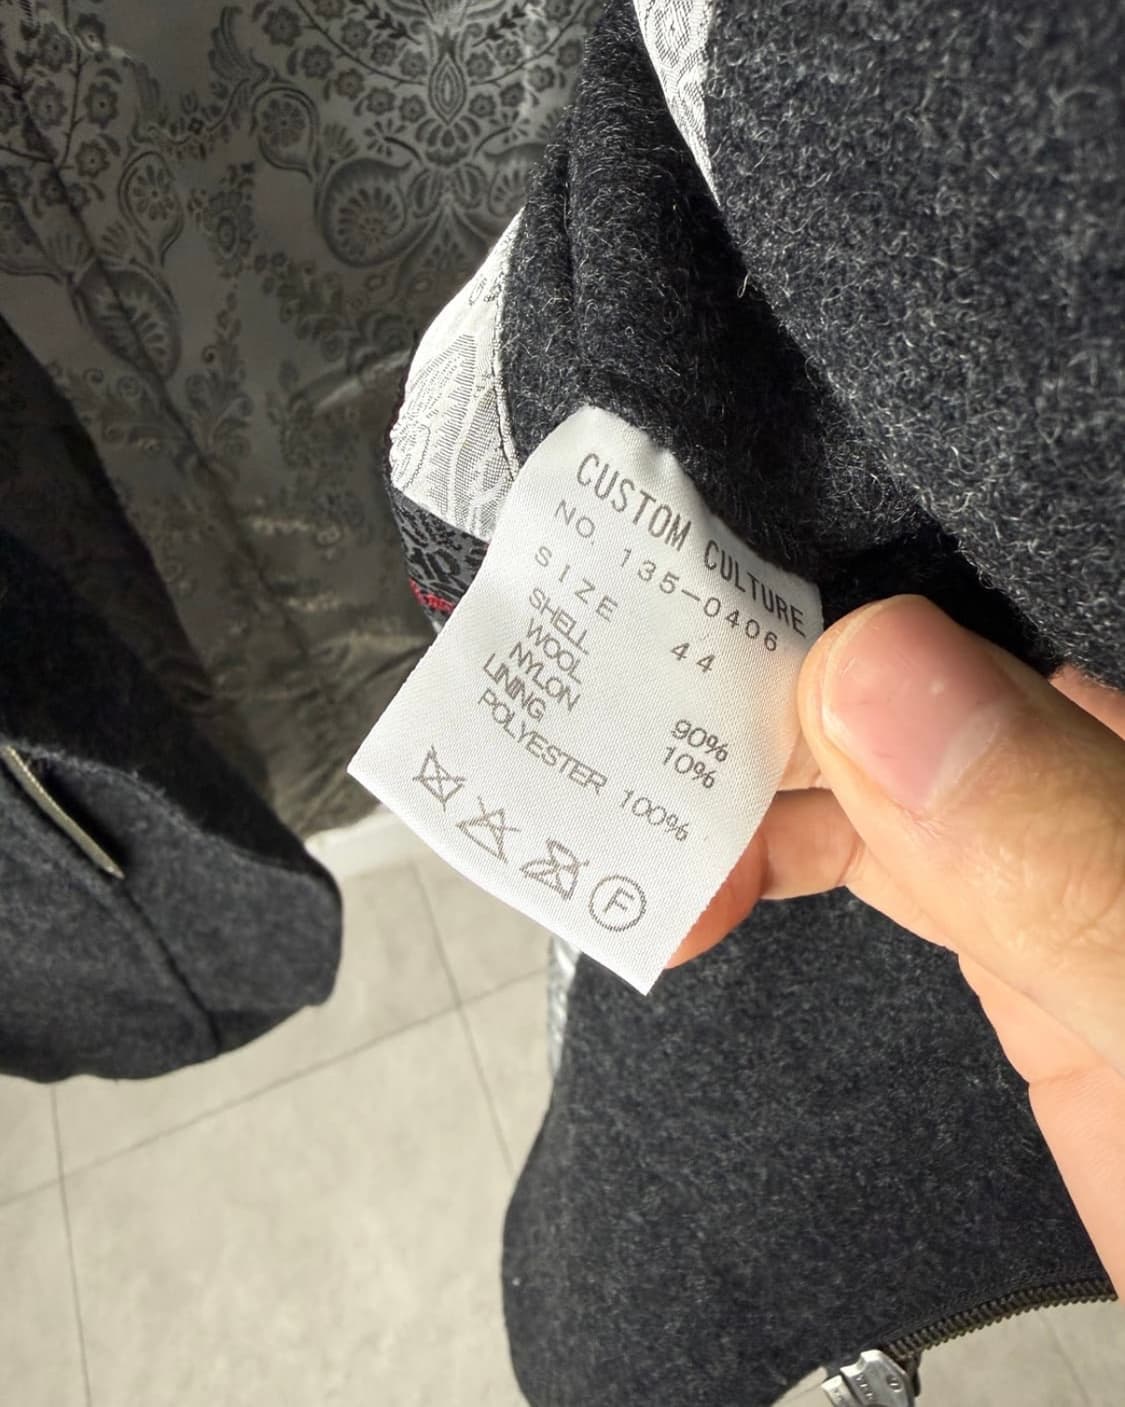 CUSTOM CULTURE
NO. 135-0406
SIZE 44
SHELL
WOOL 90%
NYLON 10%
LINING
POLYESTER 100%
F